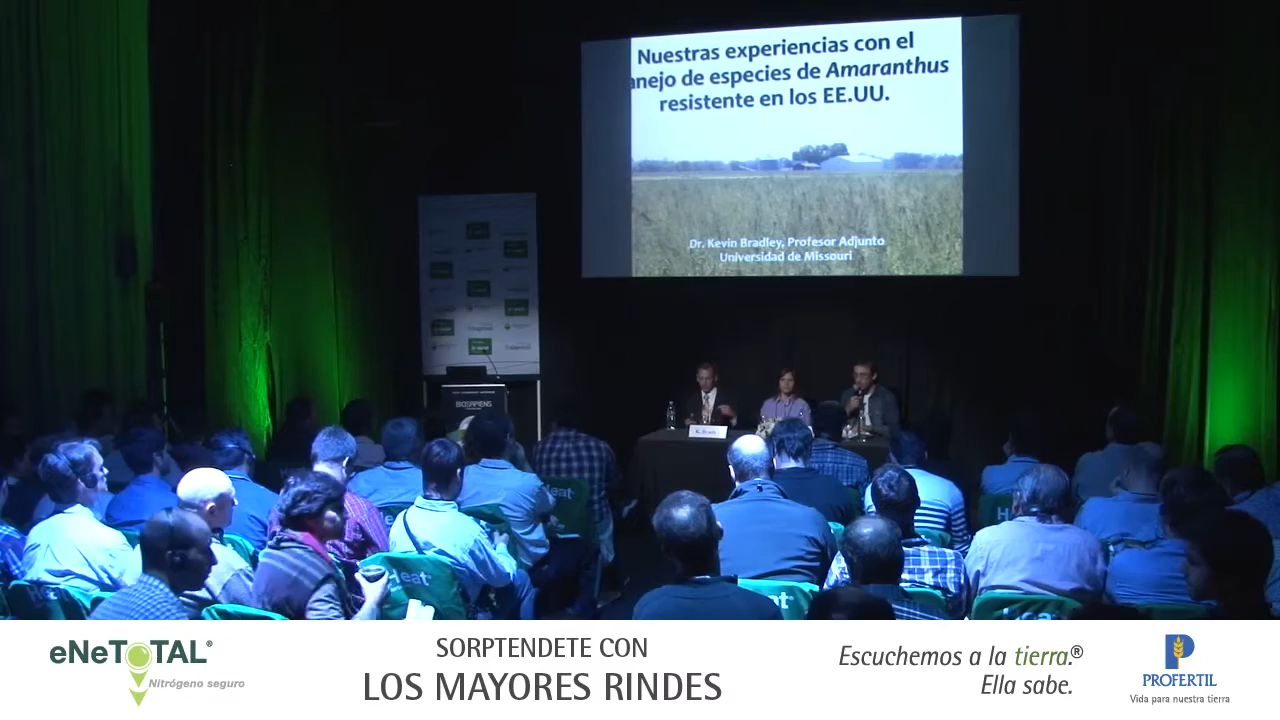 Nuestras experiencias con el
anejo de especies de Amaranthus
resistente en los EE.UU.
Dr. Kevin Bradley, Profesor Adjunto
Universidad de Missouri
BIOSAPIENS
Heat
Heat
eNeTOTAL®
Nitrógeno seguro
SORPTENDETE CON
LOS MAYORES RINDES
Escuchemos a la tierra.®
Ella sabe.
PROFERTIL
Vida para nuestra tierra